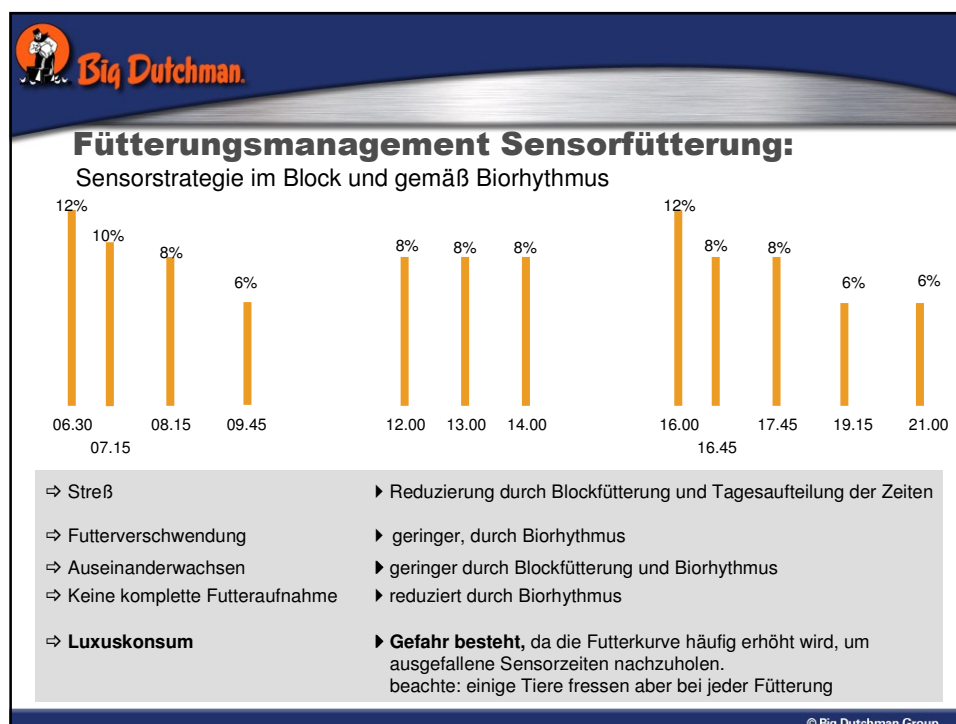 Big Dutchman.
Fütterungsmanagement Sensorfütterung:
Sensorstrategie im Block und gemäß Biorhythmus
12% 10% 8% 6% 8% 8% 8% 12% 8% 8% 6% 6%
06.30 08.15 09.45 12.00 13.00 14.00 16.00 17.45 19.15 21.00
07.15 16.45
⇨ Streß ▶ Reduzierung durch Blockfütterung und Tagesaufteilung der Zeiten
⇨ Futterverschwendung ▶ geringer, durch Biorhythmus
⇨ Auseinanderwachsen ▶ geringer durch Blockfütterung und Biorhythmus
⇨ Keine komplette Futteraufnahme ▶ reduziert durch Biorhythmus
⇨ Luxuskonsum ▶ Gefahr besteht, da die Futterkurve häufig erhöht wird, um
ausgefallene Sensorzeiten nachzuholen.
beachte: einige Tiere fressen aber bei jeder Fütterung
© Big Dutchman Group